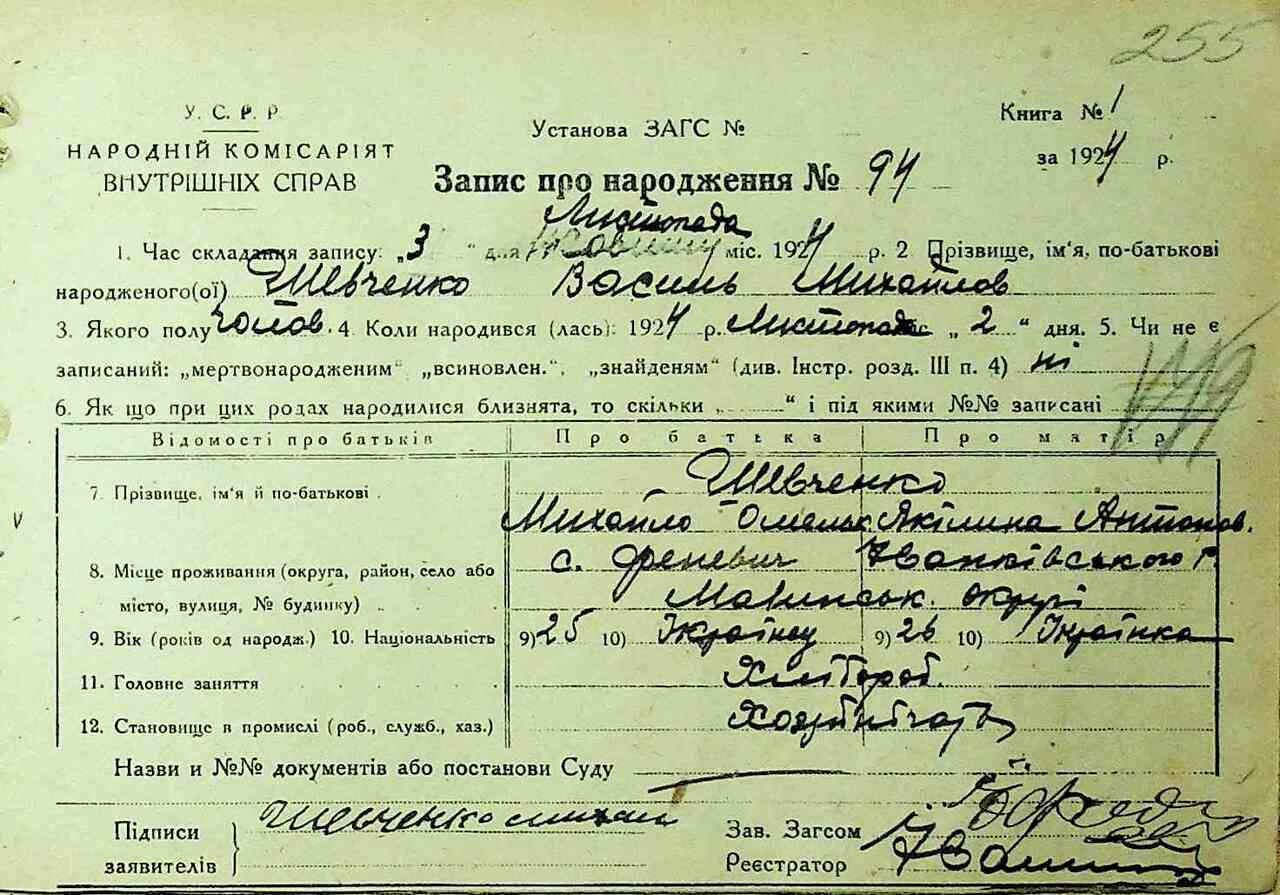 255
У. С. Р. Р.
НАРОДНІЙ КОМІСАРІЯТ
ВНУТРІШНІХ СПРАВ
Установа ЗАГС №
Книга № 1
за 1924 р.
Запис про народження № 94
1. Час складання запису: „3“ дня Листопада міс. 1924 р. 2 Прізвище, ім'я, по-батькові
народженого(ої) Шевченко Василь Михайлов
3. Якого полу чолов. 4. Коли народився (лась): 1924 р. Листопада „2“ дня. 5. Чи не є
записаний: „мертвонародженим“ „всиновлен.“, „знайденям“ (див. Інстр. розд. III п. 4) ні
6. Як що при цих родах народилися близнята, то скільки „ “ і під якими №№ записані
Відомості про батьків Про батька Про матір
7. Прізвище, ім'я й по-батькові Шевченко
Михайло Омельк. Якілина Антонов.
8. Місце проживання (округа, район, село або с. Феневич Іванківського р.
місто, вулиця, № будинку) Малинськ. округі
9. Вік (років од народж.) 10. Національність 9) 25 10) Українец 9) 26 10) Українка
11. Головне заняття Хлібороб.
12. Становище в промислі (роб., служб., хаз.)
Назви и №№ документів або постанови Суду
Підписи
заявителів
Шевченко Михайл
Зав. Загсом
Реєстратор